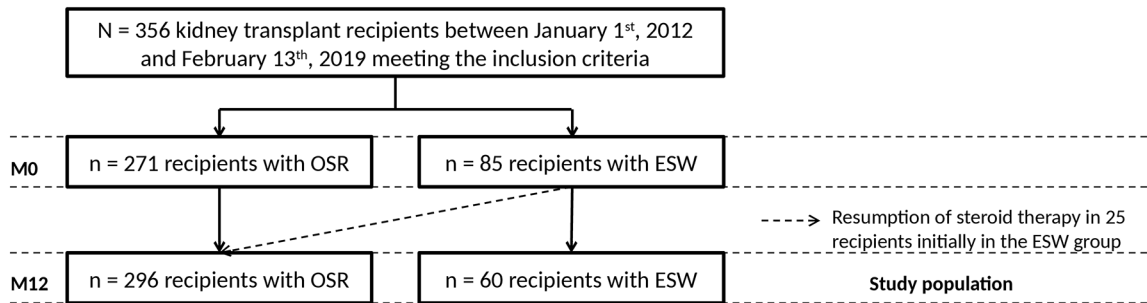 N = 356 kidney transplant recipients between January 1st, 2012
and February 13th, 2019 meeting the inclusion criteria
M0
n = 271 recipients with OSR
n = 85 recipients with ESW
Resumption of steroid therapy in 25
recipients initially in the ESW group
M12
n = 296 recipients with OSR
n = 60 recipients with ESW
Study population